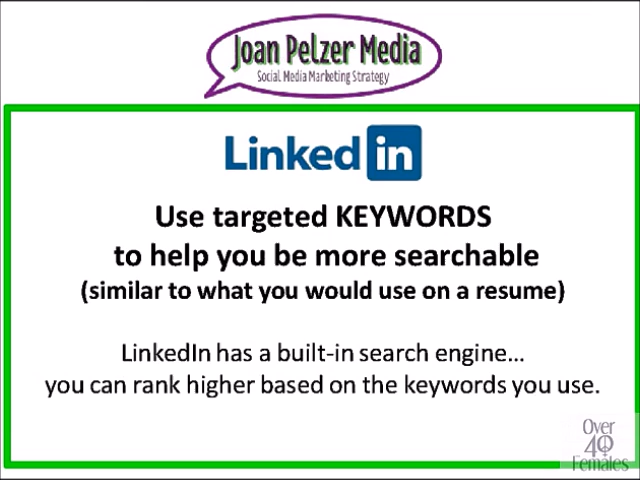 Joan Pelzer Media
Social Media Marketing Strategy
Linked in
Use targeted KEYWORDS
to help you be more searchable
(similar to what you would use on a resume)
LinkedIn has a built-in search engine...
you can rank higher based on the keywords you use.
Over
40
Females